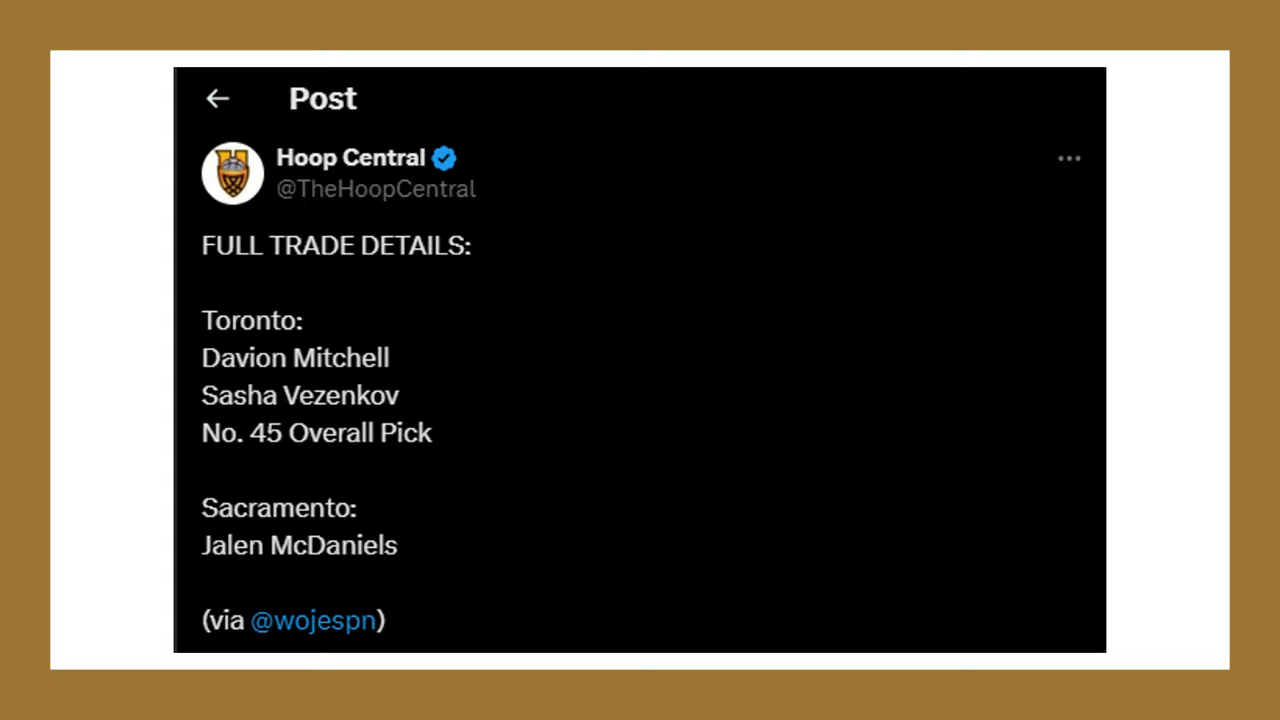 Post
Hoop Central
@TheHoopCentral
FULL TRADE DETAILS:
Toronto:
Davion Mitchell
Sasha Vezenkov
No. 45 Overall Pick
Sacramento:
Jalen McDaniels
(via @wojespn)